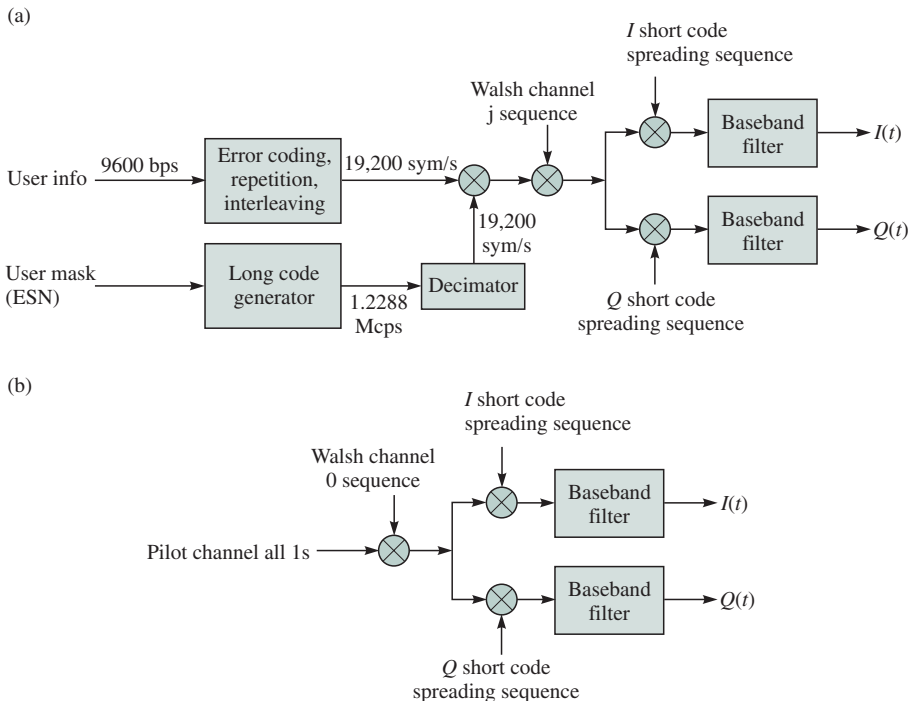 (a)
I short code
spreading sequence
Walsh channel
j sequence
User info
9600 bps
Error coding,
repetition,
interleaving
19,200 sym/s
Baseband
filter
I(t)
19,200
sym/s
Baseband
filter
Q(t)
User mask
(ESN)
Long code
generator
1.2288
Mcps
Decimator
Q short code
spreading sequence
(b)
I short code
spreading sequence
Walsh channel
0 sequence
Baseband
filter
I(t)
Pilot channel all 1s
Baseband
filter
Q(t)
Q short code
spreading sequence